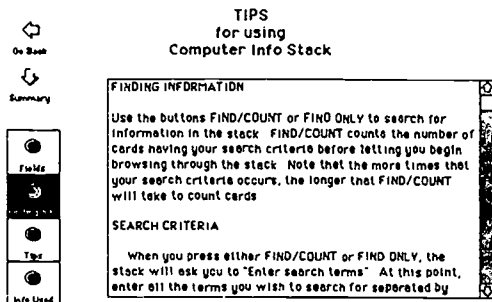 TIPS
for using
Computer Info Stack
Go Back
Summary
Fields
Tips
Info Used
FINDING INFORMATION
Use the buttons FIND/COUNT or FIND ONLY to search for
information in the stack FIND/COUNT counts the number of
cards having your search criteria before letting you begin
browsing through the stack Note that the more times that
your search criteria occurs, the longer that FIND/COUNT
will take to count cards
SEARCH CRITERIA
When you press either FIND/COUNT or FIND ONLY, the
stack will ask you to "Enter search terms" At this point,
enter all the terms you wish to search for separated by